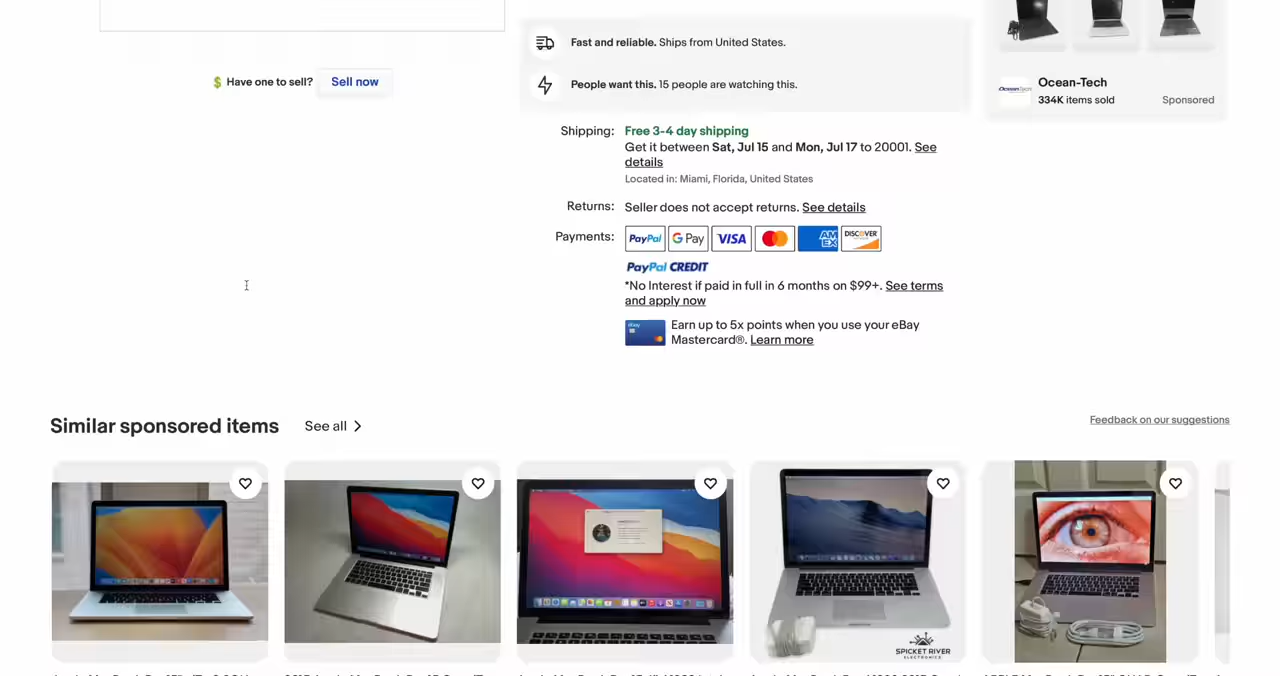 💲 Have one to sell? Sell now
Fast and reliable. Ships from United States.
People want this. 15 people are watching this.
Ocean-Tech
334K items sold
Sponsored
Shipping:
Free 3-4 day shipping
Get it between Sat, Jul 15 and Mon, Jul 17 to 20001. See
details
Located in: Miami, Florida, United States
Returns:
Seller does not accept returns. See details
Payments:
PayPal G Pay VISA AM EX DISCOVER
PayPal CREDIT
*No Interest if paid in full in 6 months on $99+. See terms
and apply now
Earn up to 5x points when you use your eBay
Mastercard®. Learn more
Similar sponsored items See all
Feedback on our suggestions
SPICKET RIVER
ELECTRONICS